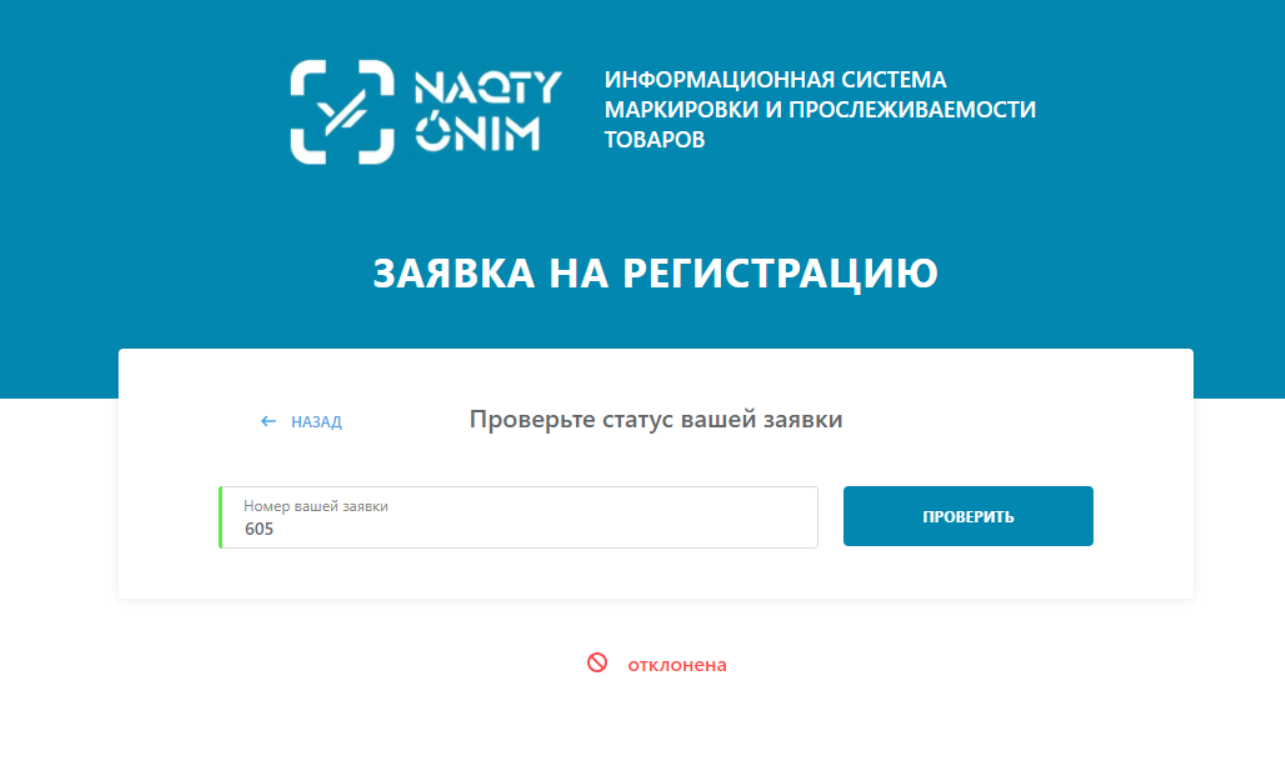 NAQTY
ÓNIM
ИНФОРМАЦИОННАЯ СИСТЕМА
МАРКИРОВКИ И ПРОСЛЕЖИВАЕМОСТИ
ТОВАРОВ
ЗАЯВКА НА РЕГИСТРАЦИЮ
← НАЗАД
Проверьте статус вашей заявки
Номер вашей заявки
605
ПРОВЕРИТЬ
отклонена